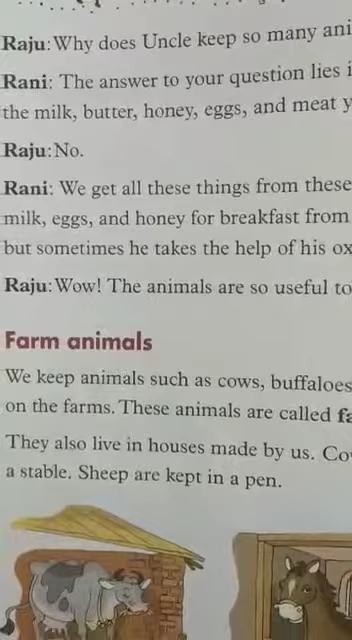 Raju: Why does Uncle keep so many
Rani: The answer to your question lies
the milk, butter, honey, eggs, and meat
Raju: No.
Rani: We get all these things from these
milk, eggs, and honey for breakfast from
but sometimes he takes the help of his
Raju: Wow! The animals are so useful to
Farm animals
We keep animals such as cows, buffaloes
on the farms. These animals are called
They also live in houses made by us.
a stable. Sheep are kept in a pen.